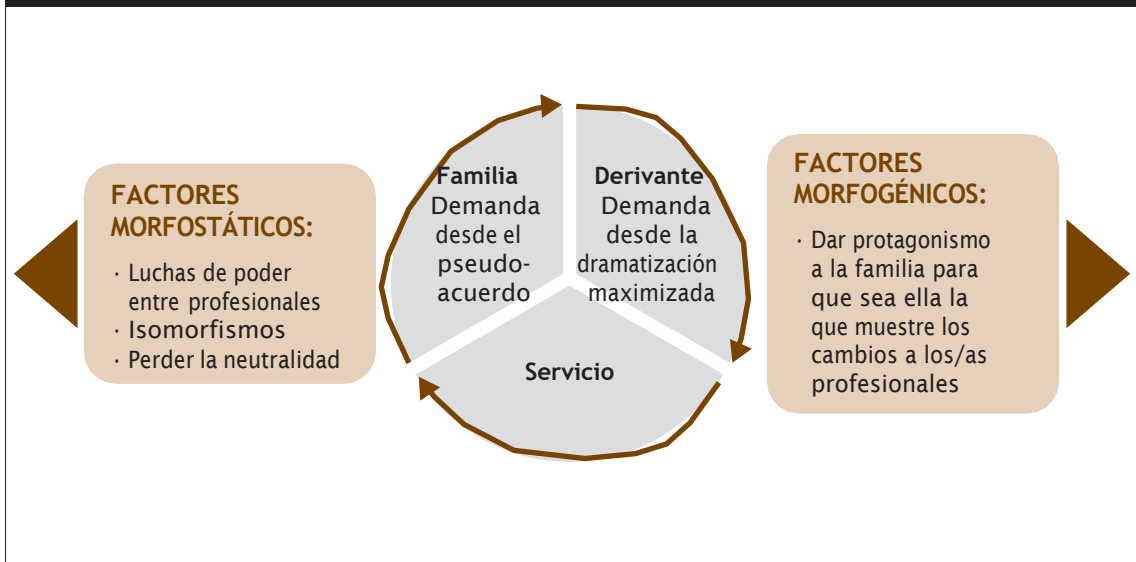 FACTORES
MORFOSTÁTICOS:
· Luchas de poder
entre profesionales
· Isomorfismos
· Perder la neutralidad
Familia
Demanda
desde el
pseudo-
acuerdo
Derivante
Demanda
desde la
dramatización
maximizada
Servicio
FACTORES
MORFOGÉNICOS:
· Dar protagonismo
a la familia para
que sea ella la
que muestre los
cambios a los/as
profesionales